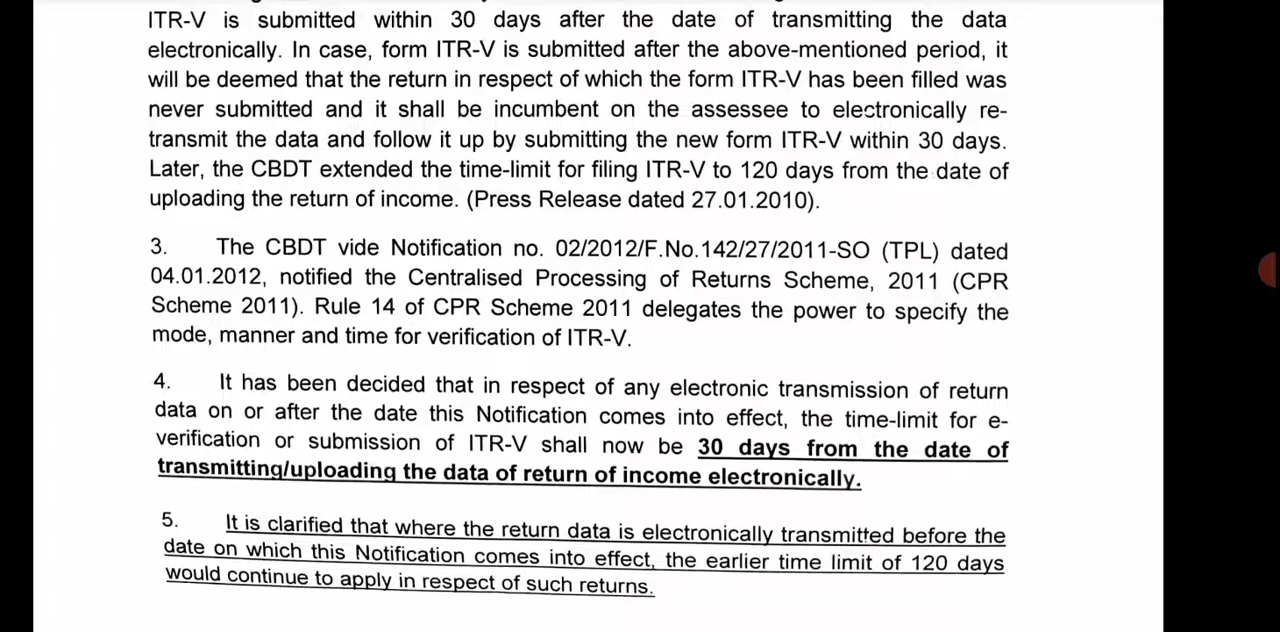 ITR-V is submitted within 30 days after the date of transmitting the data
electronically. In case, form ITR-V is submitted after the above-mentioned period, it
will be deemed that the return in respect of which the form ITR-V has been filled was
never submitted and it shall be incumbent on the assessee to electronically re-
transmit the data and follow it up by submitting the new form ITR-V within 30 days.
Later, the CBDT extended the time-limit for filing ITR-V to 120 days from the date of
uploading the return of income. (Press Release dated 27.01.2010).
3. The CBDT vide Notification no. 02/2012/F.No.142/27/2011-SO (TPL) dated
04.01.2012, notified the Centralised Processing of Returns Scheme, 2011 (CPR
Scheme 2011). Rule 14 of CPR Scheme 2011 delegates the power to specify the
mode, manner and time for verification of ITR-V.
4. It has been decided that in respect of any electronic transmission of return
data on or after the date this Notification comes into effect, the time-limit for e-
verification or submission of ITR-V shall now be 30 days from the date of
transmitting/uploading the data of return of income electronically.
5. It is clarified that where the return data is electronically transmitted before the
date on which this Notification comes into effect, the earlier time limit of 120 days
would continue to apply in respect of such returns.